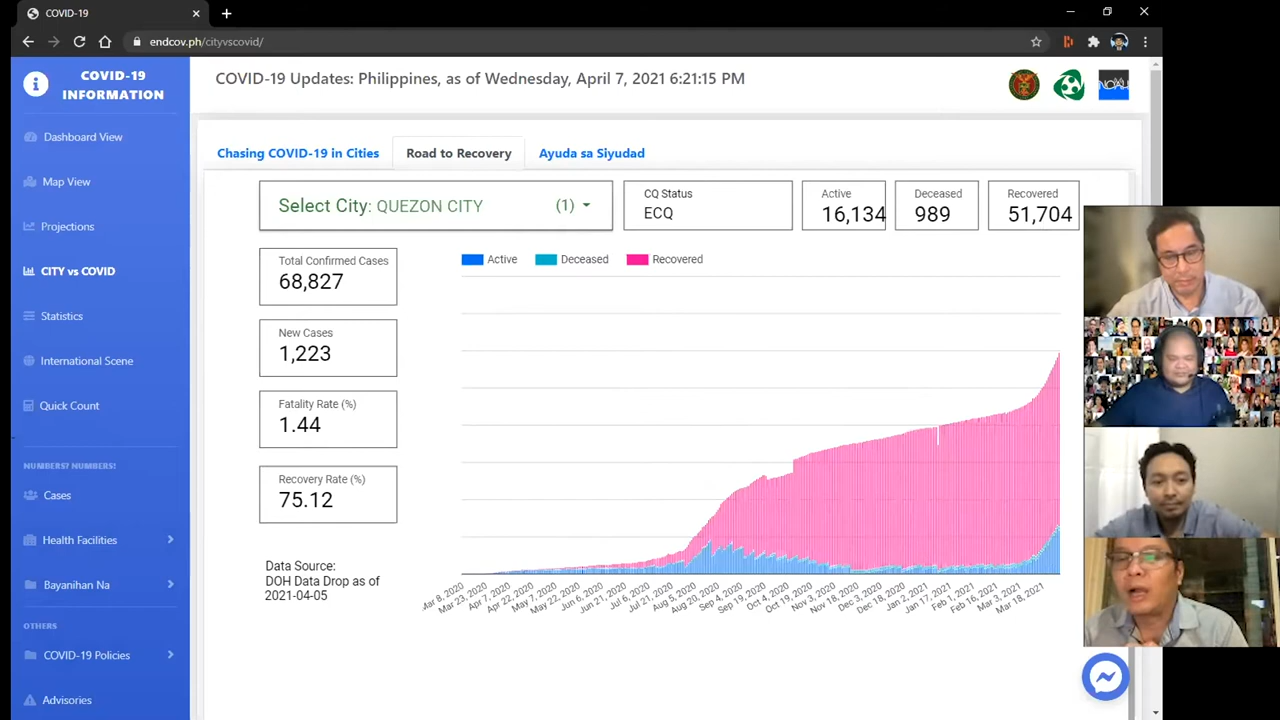 COVID-19
endcov.ph/cityvscovid/
COVID-19
INFORMATION
Dashboard View
Map View
Projections
CITY vs COVID
Statistics
International Scene
Quick Count
NUMBERS? NUMBERS!
Cases
Health Facilities
Bayanihan Na
OTHERS
COVID-19 Policies
Advisories
COVID-19 Updates: Philippines, as of Wednesday, April 7, 2021 6:21:15 PM
NOAH
Chasing COVID-19 in Cities
Road to Recovery
Ayuda sa Siyudad
Select City: QUEZON CITY (1)
CQ Status
ECQ
Active
16,134
Deceased
989
Recovered
51,704
Total Confirmed Cases
68,827
New Cases
1,223
Fatality Rate (%)
1.44
Recovery Rate (%)
75.12
Data Source:
DOH Data Drop as of
2021-04-05
Active Deceased Recovered
Mar 8, 2020
Mar 23, 2020
Apr 7, 2020
Apr 22, 2020
May 7, 2020
May 22, 2020
Jun 6, 2020
Jun 21, 2020
Jul 6, 2020
Jul 21, 2020
Aug 5, 2020
Aug 20, 2020
Sep 4, 2020
Sep 19, 2020
Oct 4, 2020
Oct 19, 2020
Nov 3, 2020
Nov 18, 2020
Dec 3, 2020
Dec 18, 2020
Jan 2, 2021
Jan 17, 2021
Feb 1, 2021
Feb 16, 2021
Mar 3, 2021
Mar 18, 2021